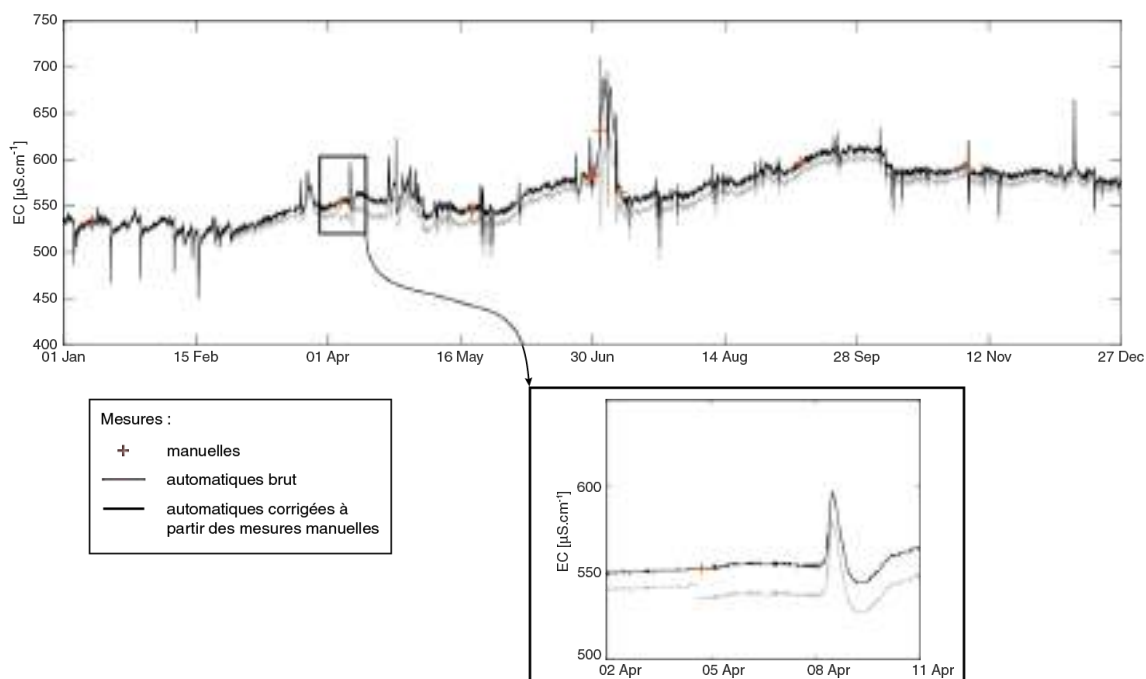 750
700
650
600
550
500
450
400
EC [µS.cm⁻¹]
01 Jan
15 Feb
01 Apr
16 May
30 Jun
14 Aug
28 Sep
12 Nov
27 Dec
Mesures :
manuelles
automatiques brut
automatiques corrigées à
partir des mesures manuelles
600
550
500
EC [µS.cm⁻¹]
02 Apr
05 Apr
08 Apr
11 Apr